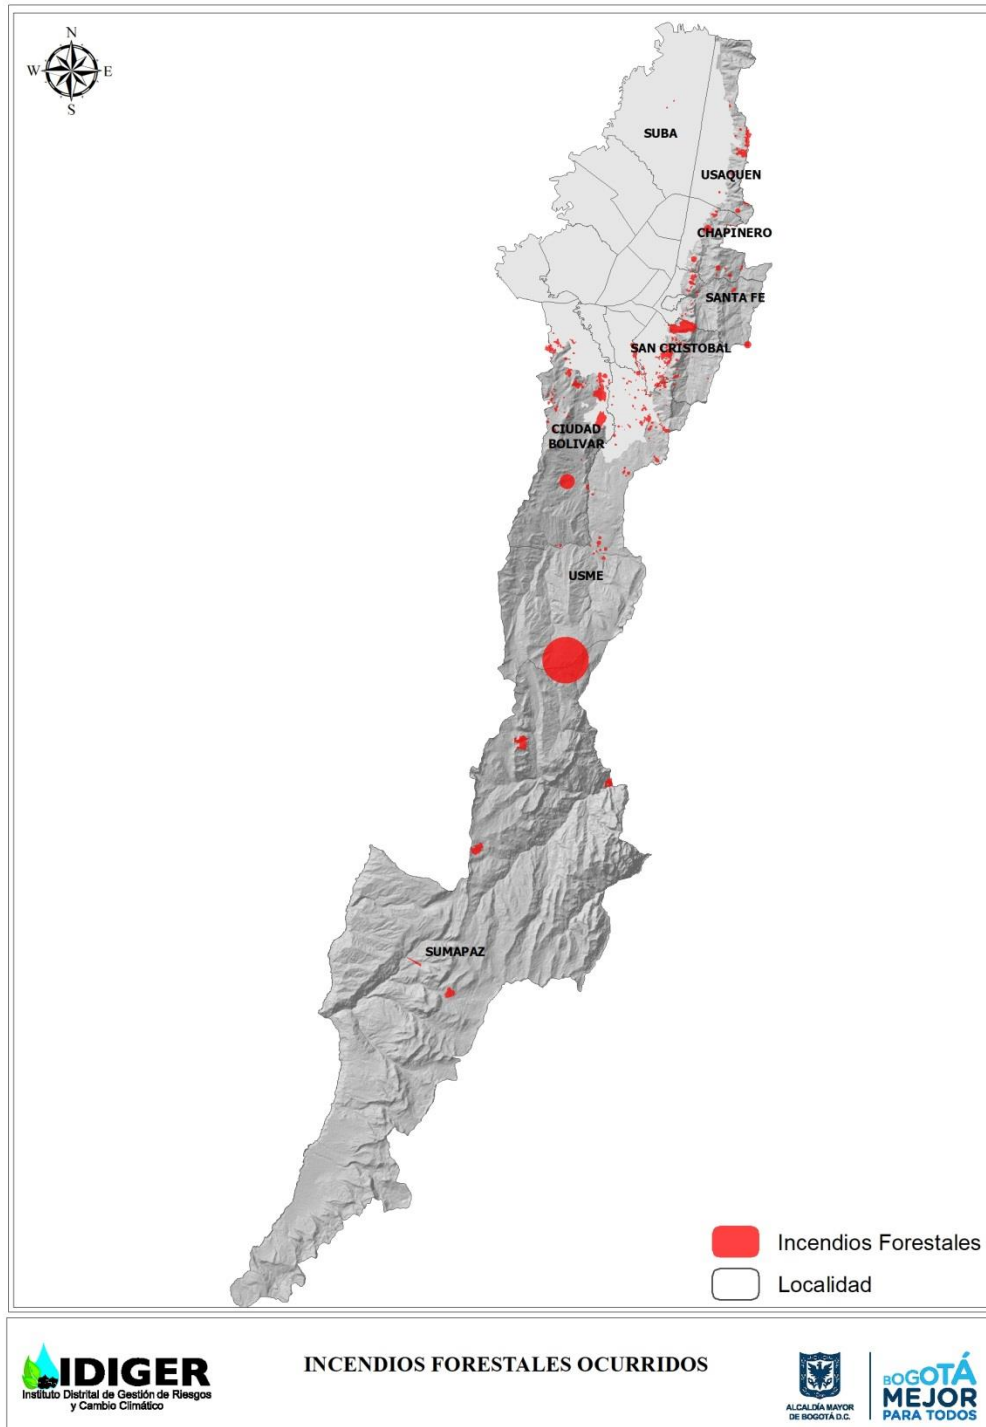 N
W E
S
SUBA
USAQUEN
CHAPINERO
SANTA FE
SAN CRISTOBAL
CIUDAD
BOLIVAR
USME
SUMAPAZ
Incendios Forestales
Localidad
IDIGER
Instituto Distrital de Gestión de Riesgos
y Cambio Climático
INCENDIOS FORESTALES OCURRIDOS
ALCALDÍA MAYOR
DE BOGOTÁ D.C.
BOGOTÁ
MEJOR
PARA TODOS